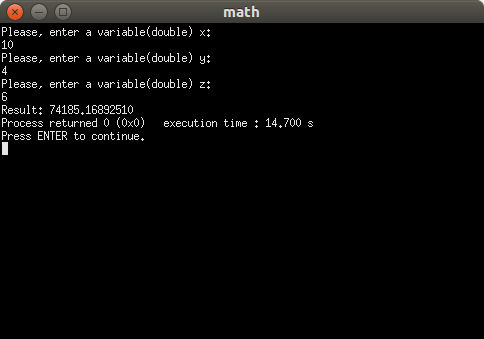 math
Please, enter a variable(double) x:
10
Please, enter a variable(double) y:
4
Please, enter a variable(double) z:
6
Result: 74185.16892510
Process returned 0 (0x0)   execution time : 14.700 s
Press ENTER to continue.